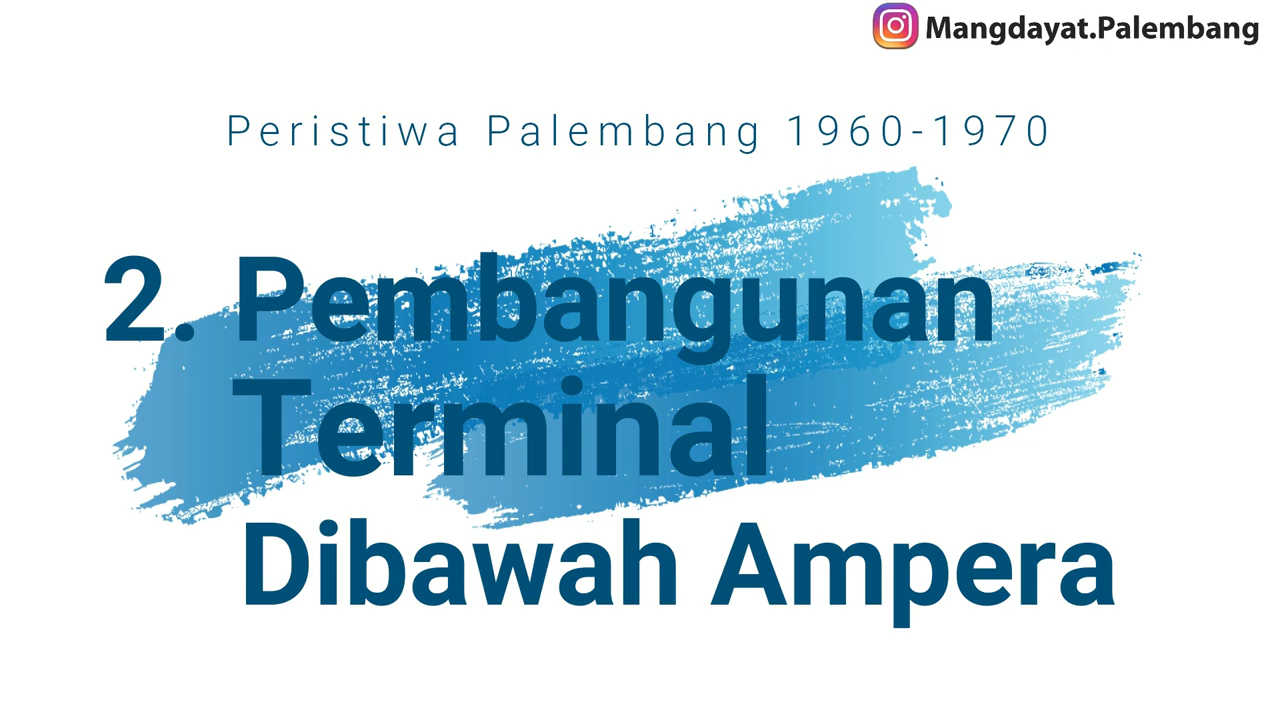 Mangdayat.Palembang
Peristiwa Palembang 1960-1970
2. Pembangunan
Terminal
Dibawah Ampera